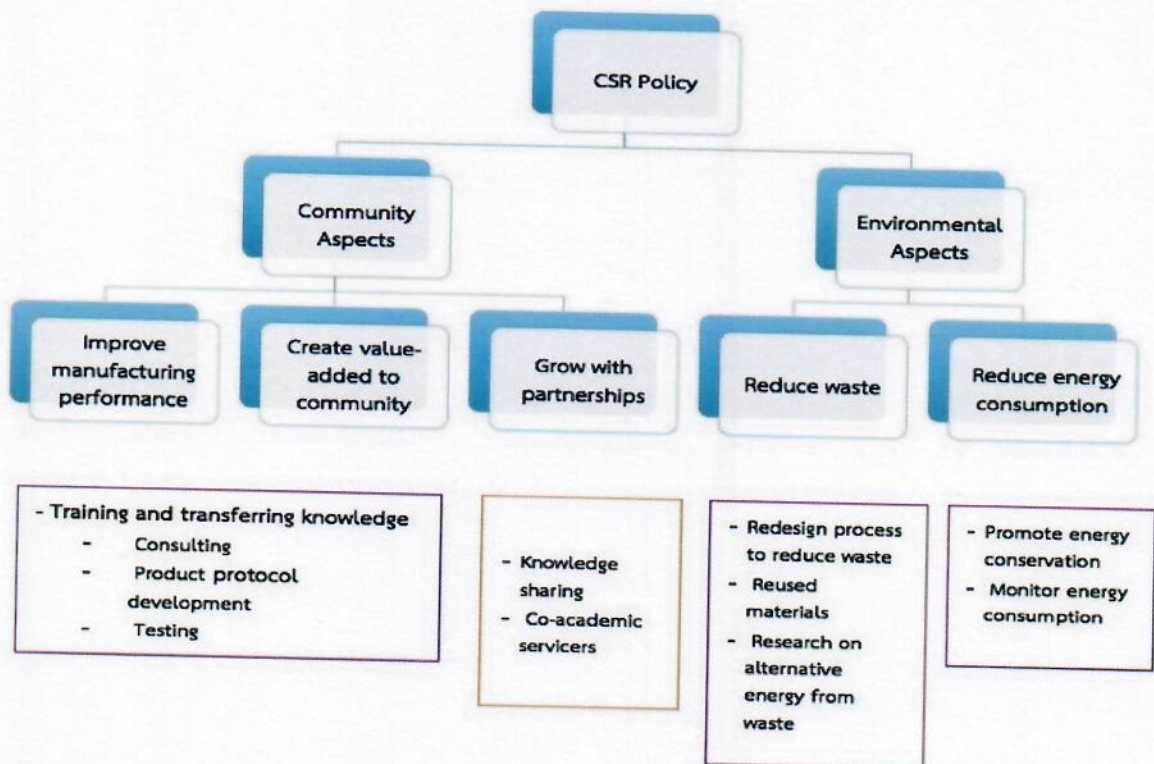 CSR Policy
Community
Aspects
Environmental
Aspects
Improve
manufacturing
performance
Create value-
added to
community
Grow with
partnerships
Reduce waste
Reduce energy
consumption
- Training and transferring knowledge
- Consulting
- Product protocol
development
- Testing
- Knowledge
sharing
- Co-academic
servicers
- Redesign process
to reduce waste
- Reused
materials
- Research on
alternative
energy from
waste
- Promote energy
conservation
- Monitor energy
consumption